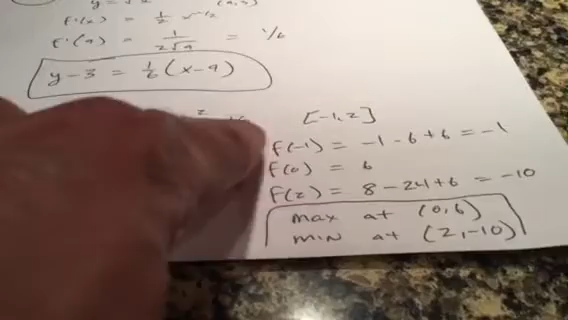 f'(x) = 1/2 x^-1/2
f'(9) = 1/(2√9) = 1/6
y-3 = 1/6 (x-9)
[-1,2]
f(-1) = -1-6+6 = -1
f(0) = 6
f(2) = 8-24+6 = -10
max at (0,6)
min at (2,-10)